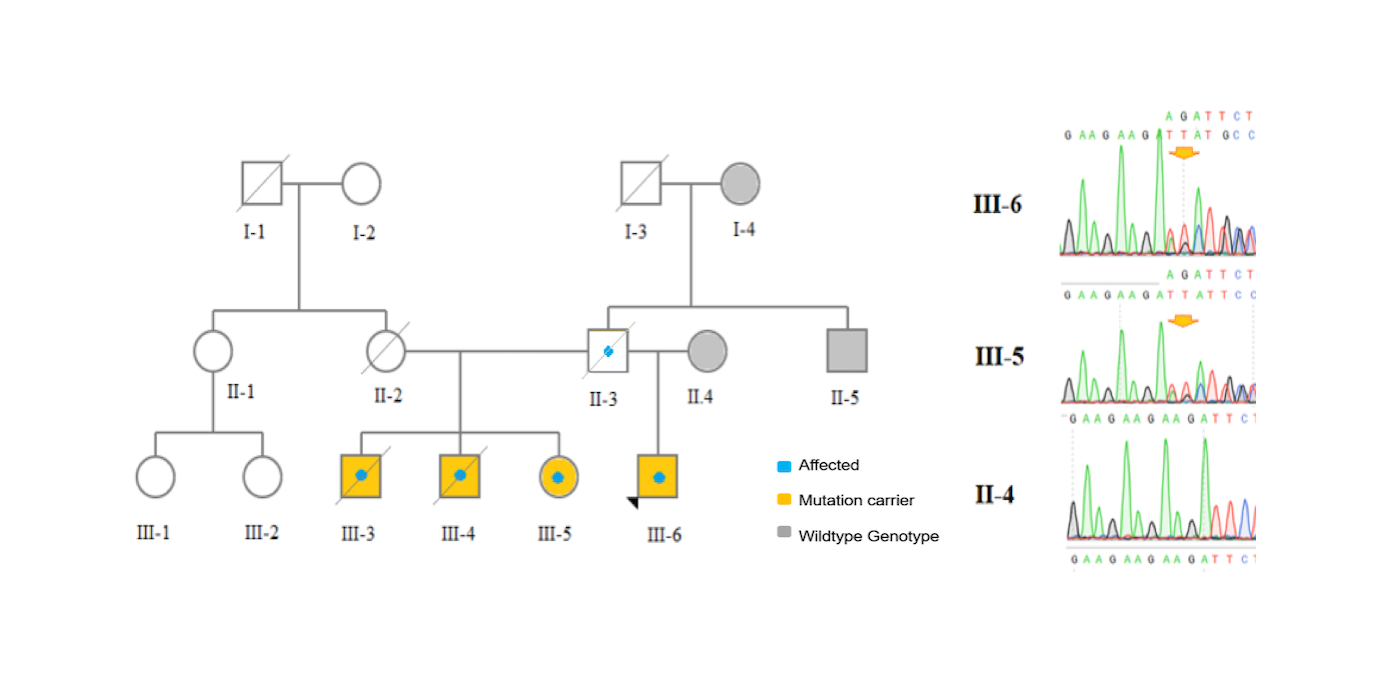 I-1
I-2
I-3
I-4
II-1
II-2
II-3
II.4
II-5
III-1
III-2
III-3
III-4
III-5
III-6
Affected
Mutation carrier
Wildtype Genotype
A G A T T C T
G A A G A A G A T T A T G C C
III-6
A G A T T C T
G A A G A A G A T T A T T C C
III-5
G A A G A A G A A G A T T C T
II-4
G A A G A A G A A G A T T C T